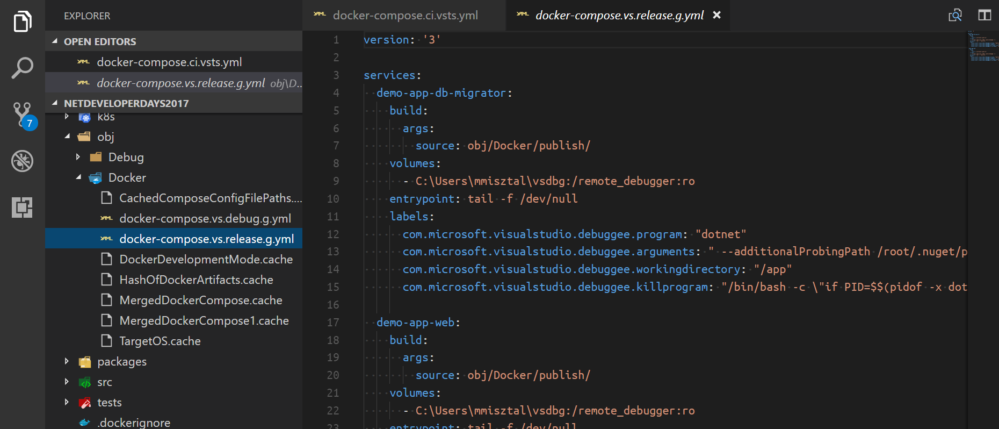 EXPLORER
OPEN EDITORS
YAML docker-compose.ci.vsts.yml
YAML docker-compose.vs.release.g.yml obj\D...
NETDEVELOPERDAYS2017
k8s
obj
Debug
Docker
CachedComposeConfigFilePaths....
YAML docker-compose.vs.debug.g.yml
YAML docker-compose.vs.release.g.yml
DockerDevelopmentMode.cache
HashOfDockerArtifacts.cache
MergedDockerCompose.cache
MergedDockerCompose1.cache
TargetOS.cache
packages
src
tests
.dockerignore
7
YAML docker-compose.ci.vsts.yml
YAML docker-compose.vs.release.g.yml
1 version: '3'
2
3 services:
4 demo-app-db-migrator:
5 build:
6 args:
7 source: obj/Docker/publish/
8 volumes:
9 - C:\Users\mmisztal\vsdbg:/remote_debugger:ro
10 entrypoint: tail -f /dev/null
11 labels:
12 com.microsoft.visualstudio.debuggee.program: "dotnet"
13 com.microsoft.visualstudio.debuggee.arguments: " --additionalProbingPath /root/.nuget/p
14 com.microsoft.visualstudio.debuggee.workingdirectory: "/app"
15 com.microsoft.visualstudio.debuggee.killprogram: "/bin/bash -c \"if PID=$$(pidof -x dot
16
17 demo-app-web:
18 build:
19 args:
20 source: obj/Docker/publish/
21 volumes:
22 - C:\Users\mmisztal\vsdbg:/remote_debugger:ro
23 entrypoint: tail -f /dev/null